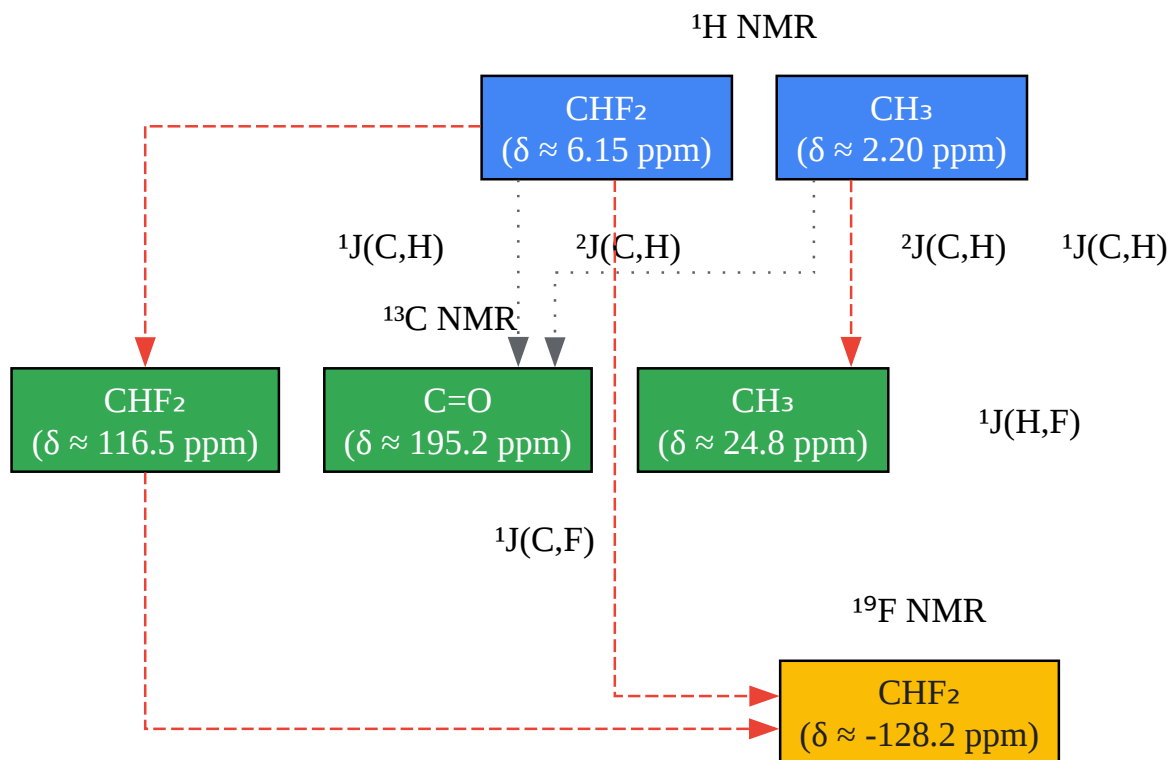 ¹H NMR
CHF₂
(δ ≈ 6.15 ppm)
CH₃
(δ ≈ 2.20 ppm)
¹J(C,H)
²J(C,H)
²J(C,H)
¹J(C,H)
¹³C NMR
CHF₂
(δ ≈ 116.5 ppm)
C=O
(δ ≈ 195.2 ppm)
CH₃
(δ ≈ 24.8 ppm)
¹J(H,F)
¹J(C,F)
¹⁹F NMR
CHF₂
(δ ≈ -128.2 ppm)